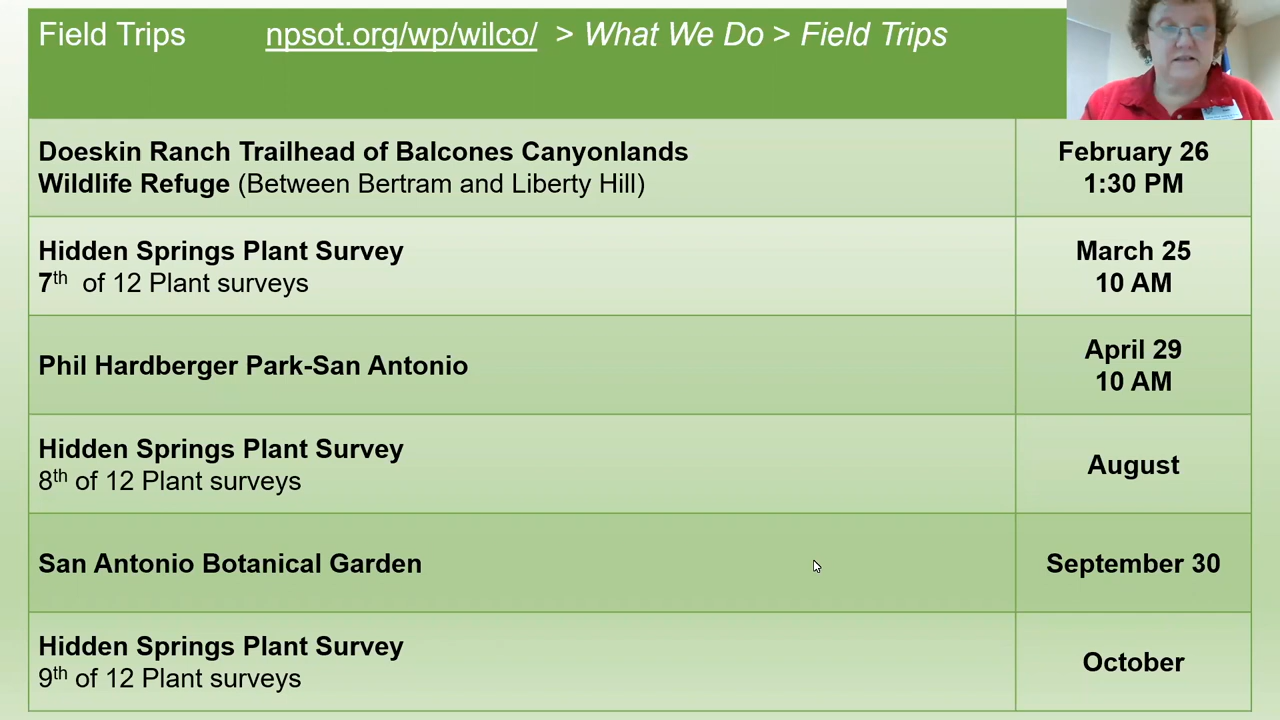 Field Trips npsot.org/wp/wilco/ > What We Do > Field Trips
Doeskin Ranch Trailhead of Balcones Canyonlands
Wildlife Refuge (Between Bertram and Liberty Hill)
February 26
1:30 PM
Hidden Springs Plant Survey
7th of 12 Plant surveys
March 25
10 AM
Phil Hardberger Park-San Antonio
April 29
10 AM
Hidden Springs Plant Survey
8th of 12 Plant surveys
August
San Antonio Botanical Garden
September 30
Hidden Springs Plant Survey
9th of 12 Plant surveys
October